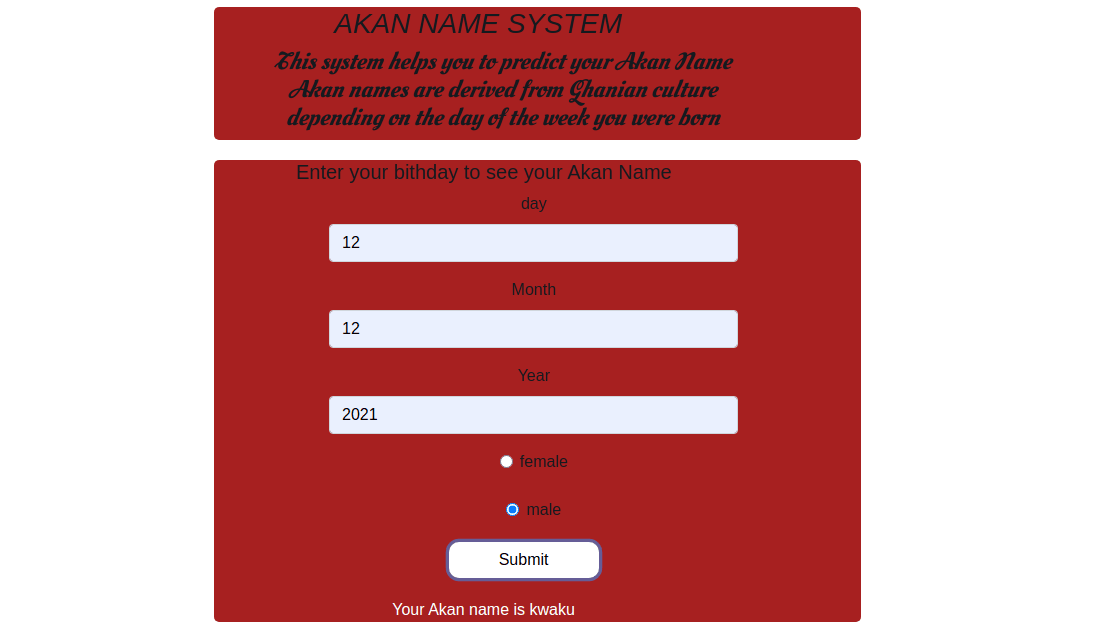 AKAN NAME SYSTEM
This system helps you to predict your Akan Name
Akan names are derived from Ghanian culture
depending on the day of the week you were born
Enter your bithday to see your Akan Name
day
12
Month
12
Year
2021
female
male
Submit
Your Akan name is kwaku